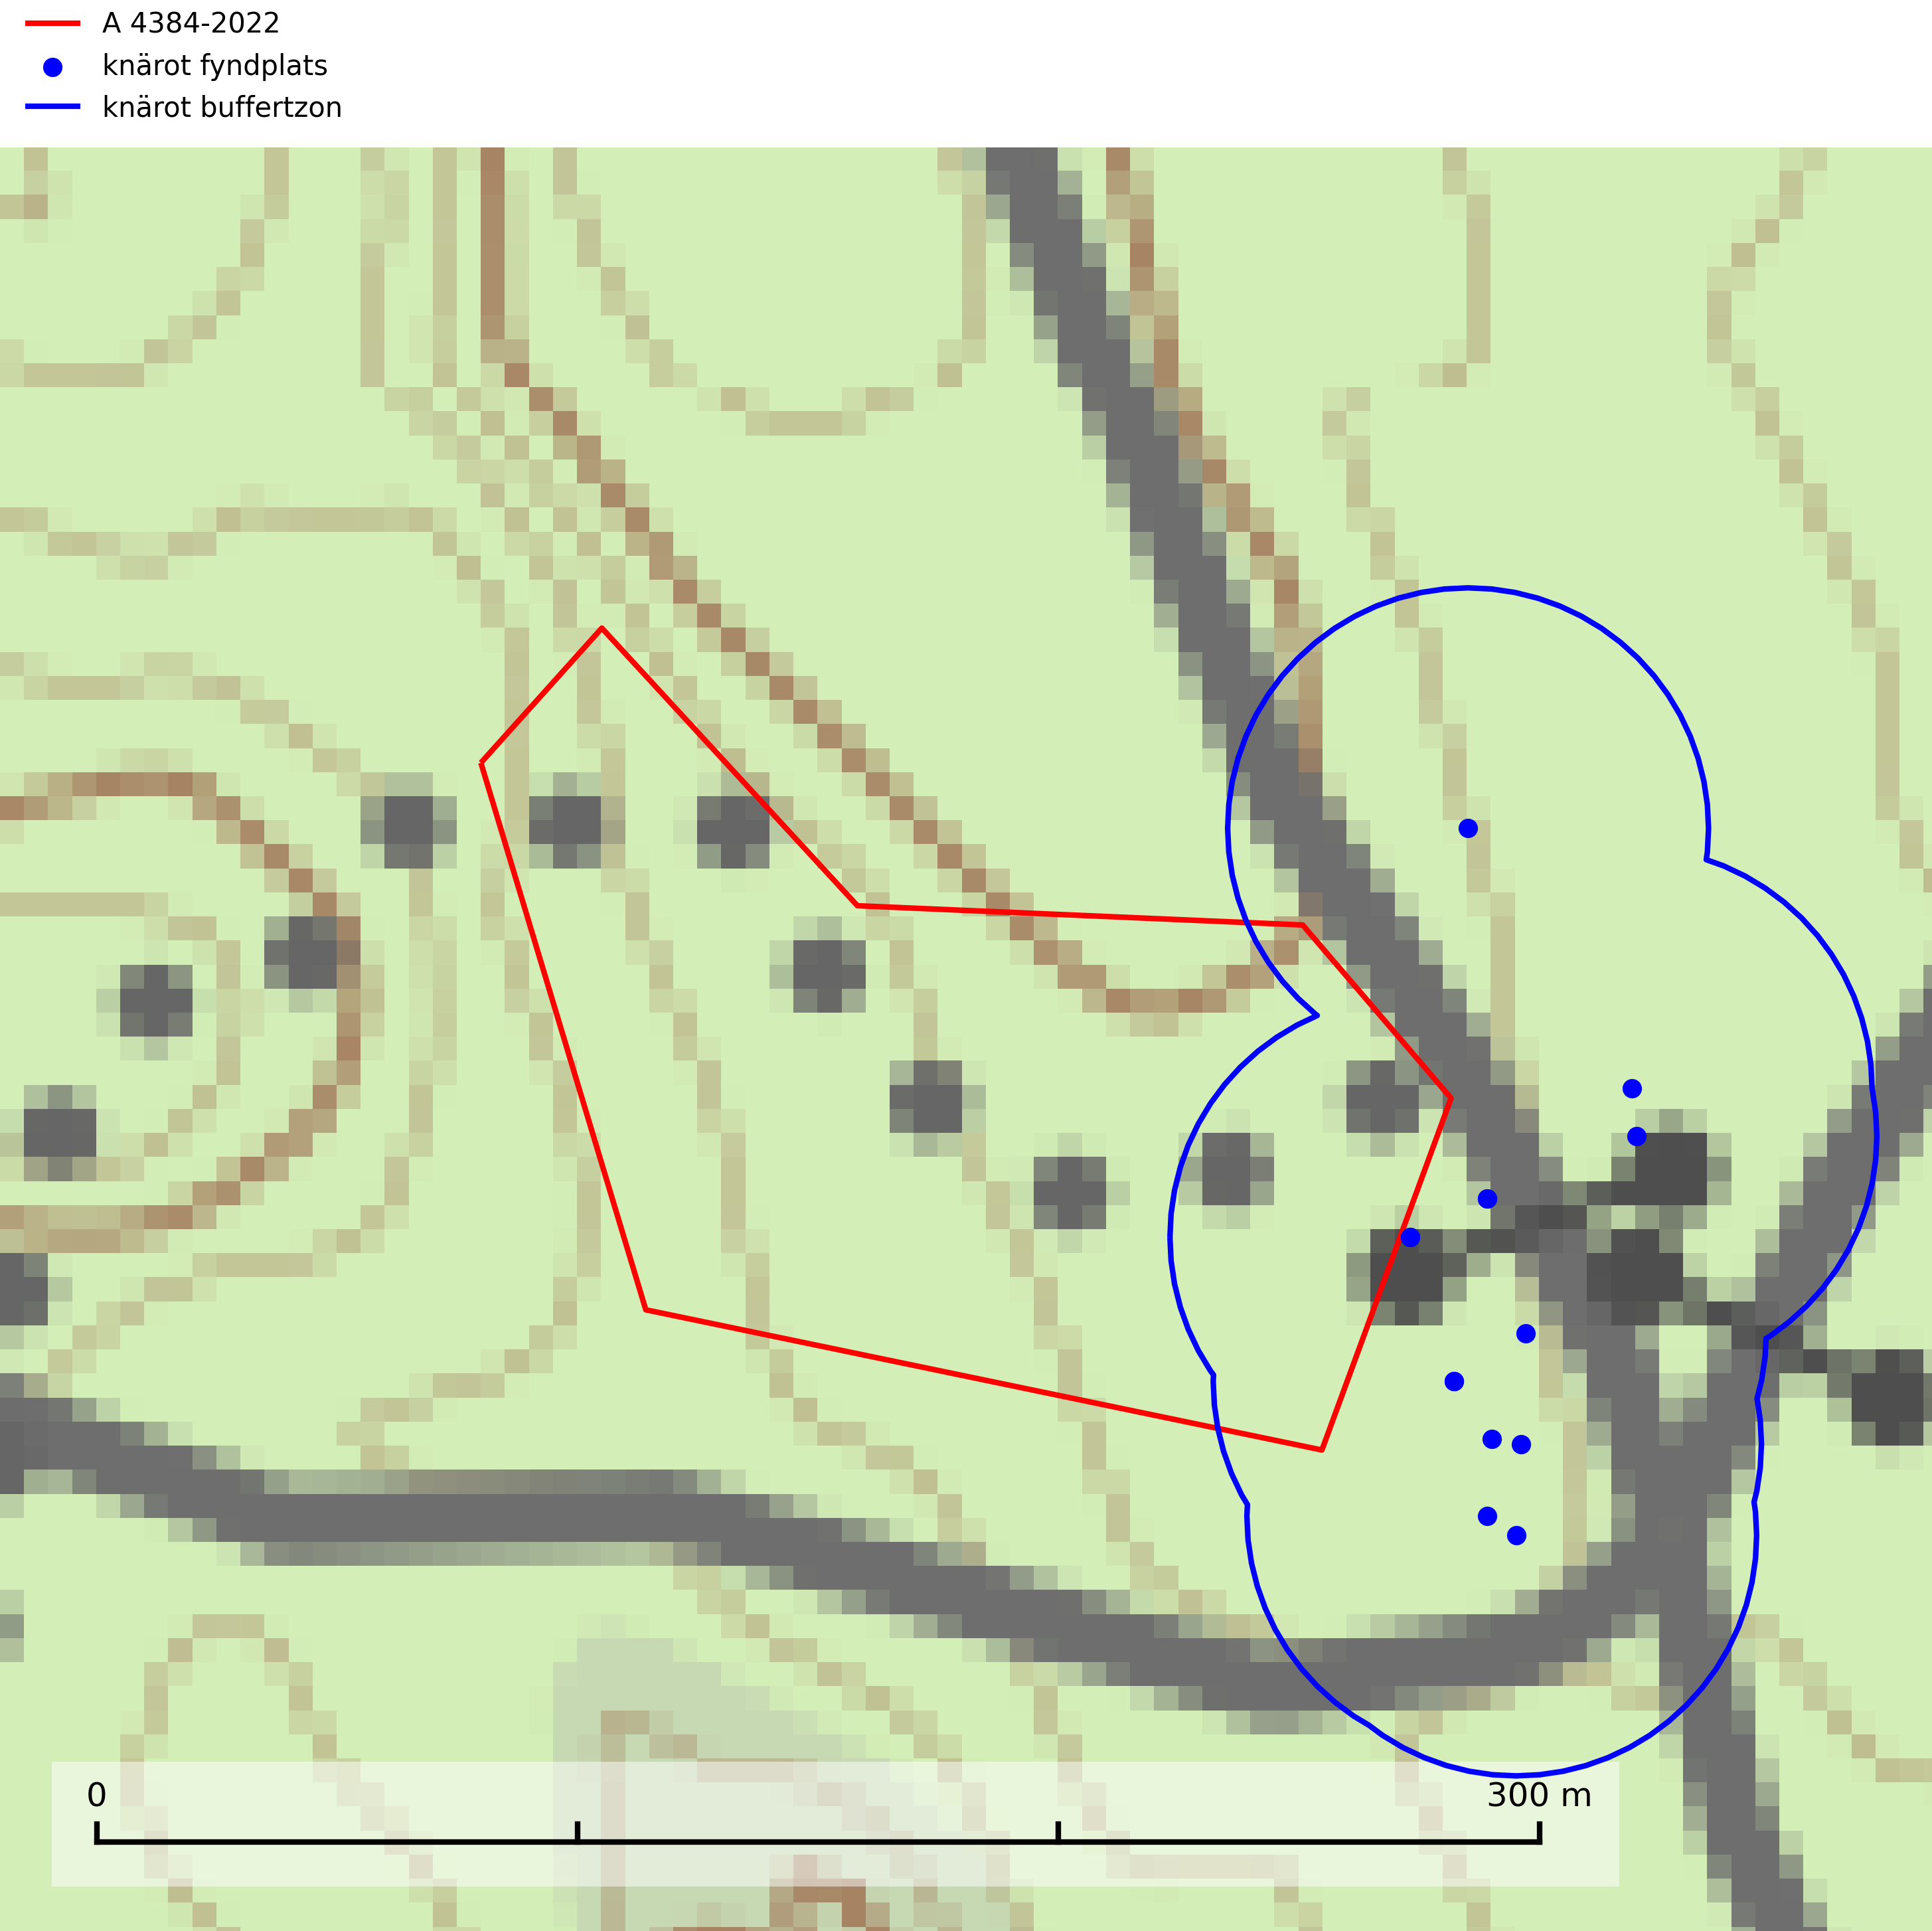 A 4384-2022
knärot fyndplats
knärot buffertzon
0
300 m